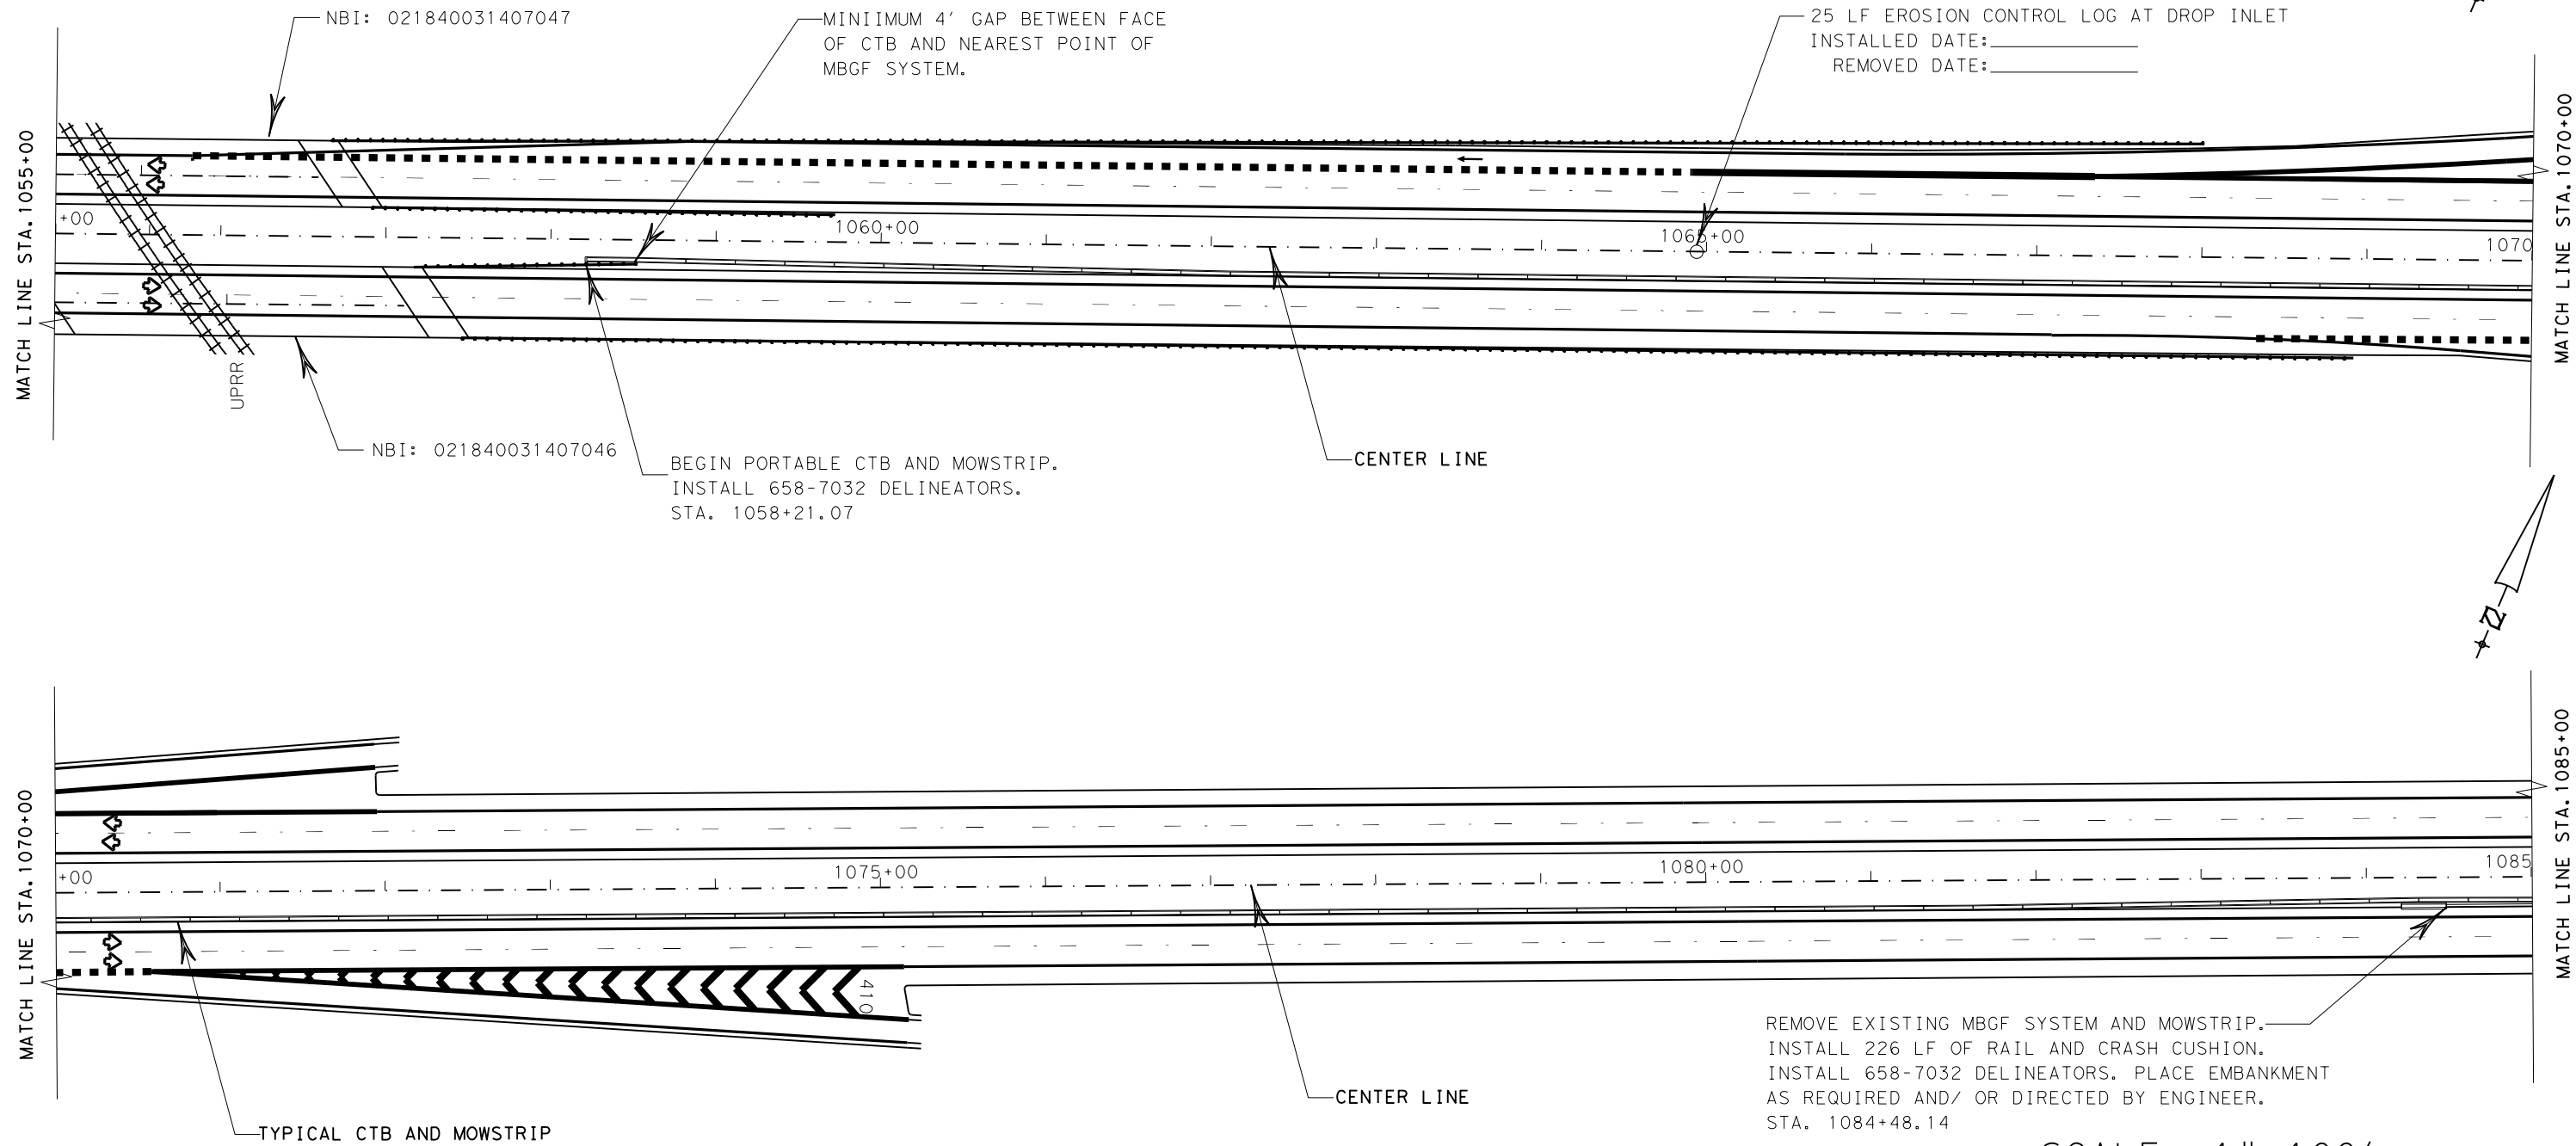 NBI: 021840031407047
MINIIMUM 4' GAP BETWEEN FACE
OF CTB AND NEAREST POINT OF
MBGF SYSTEM.
25 LF EROSION CONTROL LOG AT DROP INLET
INSTALLED DATE:
REMOVED DATE:
MATCH LINE STA.1055+00
+00
1060+00
1065+00
1070
MATCH LINE STA.1070+00
UPRR
NBI: 021840031407046
BEGIN PORTABLE CTB AND MOWSTRIP.
INSTALL 658-7032 DELINEATORS.
STA. 1058+21.07
CENTER LINE
N
MATCH LINE STA.1070+00
+00
1075+00
1080+00
1085
MATCH LINE STA.1085+00
410
REMOVE EXISTING MBGF SYSTEM AND MOWSTRIP.
INSTALL 226 LF OF RAIL AND CRASH CUSHION.
INSTALL 658-7032 DELINEATORS. PLACE EMBANKMENT
AS REQUIRED AND/ OR DIRECTED BY ENGINEER.
STA. 1084+48.14
CENTER LINE
TYPICAL CTB AND MOWSTRIP